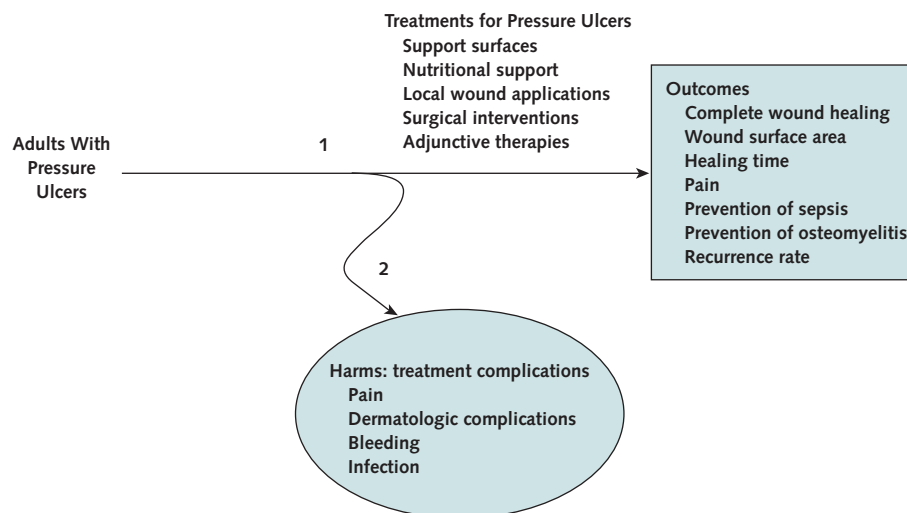 Treatments for Pressure Ulcers
Support surfaces
Nutritional support
Local wound applications
Surgical interventions
Adjunctive therapies
Adults With
Pressure
Ulcers
1
Outcomes
Complete wound healing
Wound surface area
Healing time
Pain
Prevention of sepsis
Prevention of osteomyelitis
Recurrence rate
2
Harms: treatment complications
Pain
Dermatologic complications
Bleeding
Infection